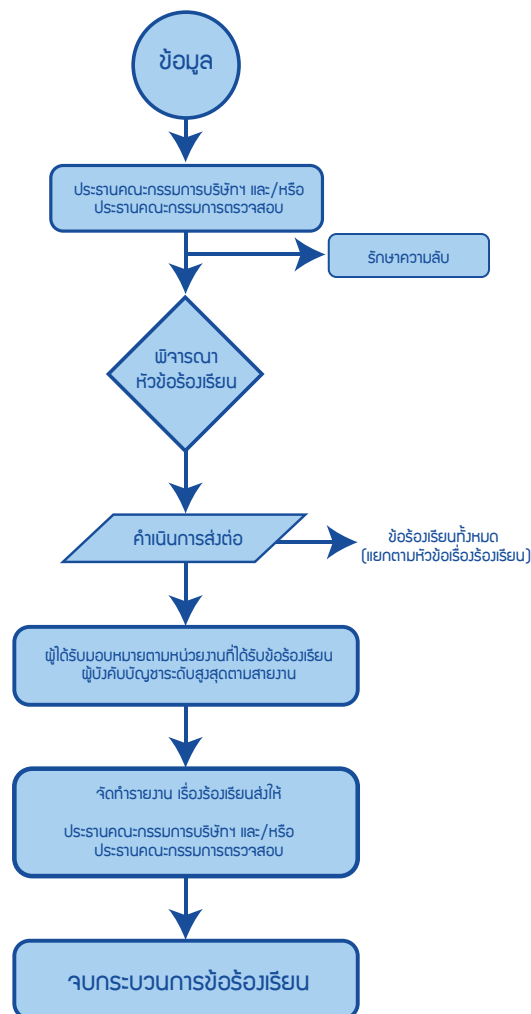 ข้อมูล
ประธานคณะกรรมการบริษัทฯ และ/หรือ
ประธานคณะกรรมการตรวจสอบ
รักษาความลับ
พิจารณา
หัวข้อร้องเรียน
ดำเนินการส่งต่อ
ข้อร้องเรียนทั้งหมด
(แยกตามหัวข้อเรื่องร้องเรียน)
ผู้ได้รับมอบหมายตามหน่วยงานที่ได้รับข้อร้องเรียน
ผู้บังคับบัญชาระดับสูงสุดตามสายงาน
จัดทำรายงาน เรื่องร้องเรียนส่งให้
ประธานคณะกรรมการบริษัทฯ และ/หรือ
ประธานคณะกรรมการตรวจสอบ
จบกระบวนการข้อร้องเรียน